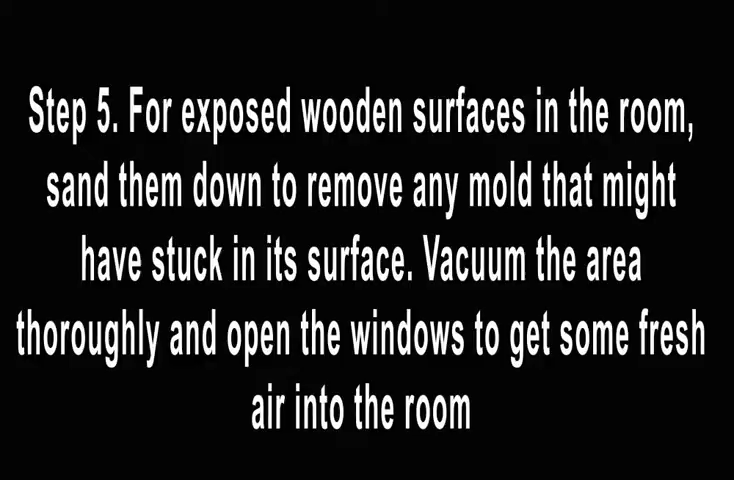 Step 5. For exposed wooden surfaces in the room,
sand them down to remove any mold that might
have stuck in its surface. Vacuum the area
thoroughly and open the windows to get some fresh
air into the room